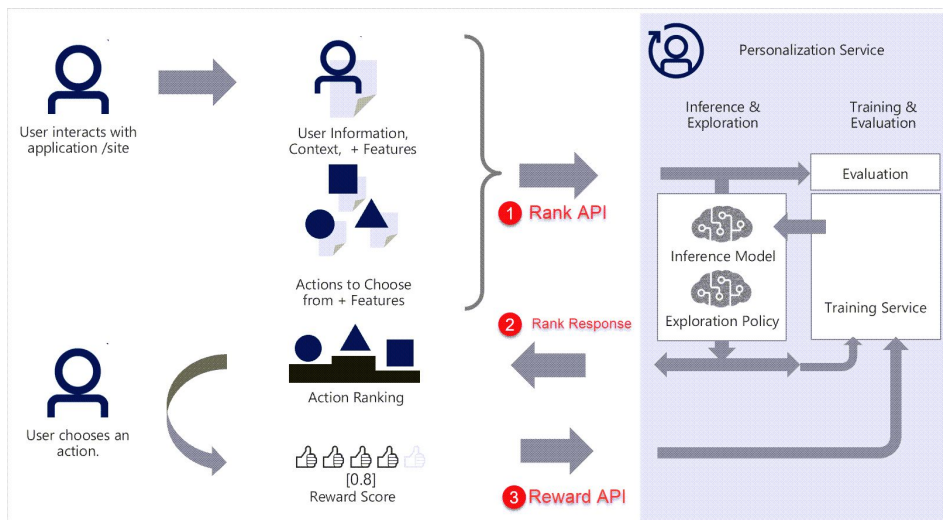 Personalization Service
Inference &
Exploration
Training &
Evaluation
User interacts with
application /site
User Information,
Context, + Features
Evaluation
1 Rank API
Inference Model
Actions to Choose
from + Features
Exploration Policy
Training Service
2 Rank Response
Action Ranking
User chooses an
action.
[0.8]
Reward Score
3 Reward API